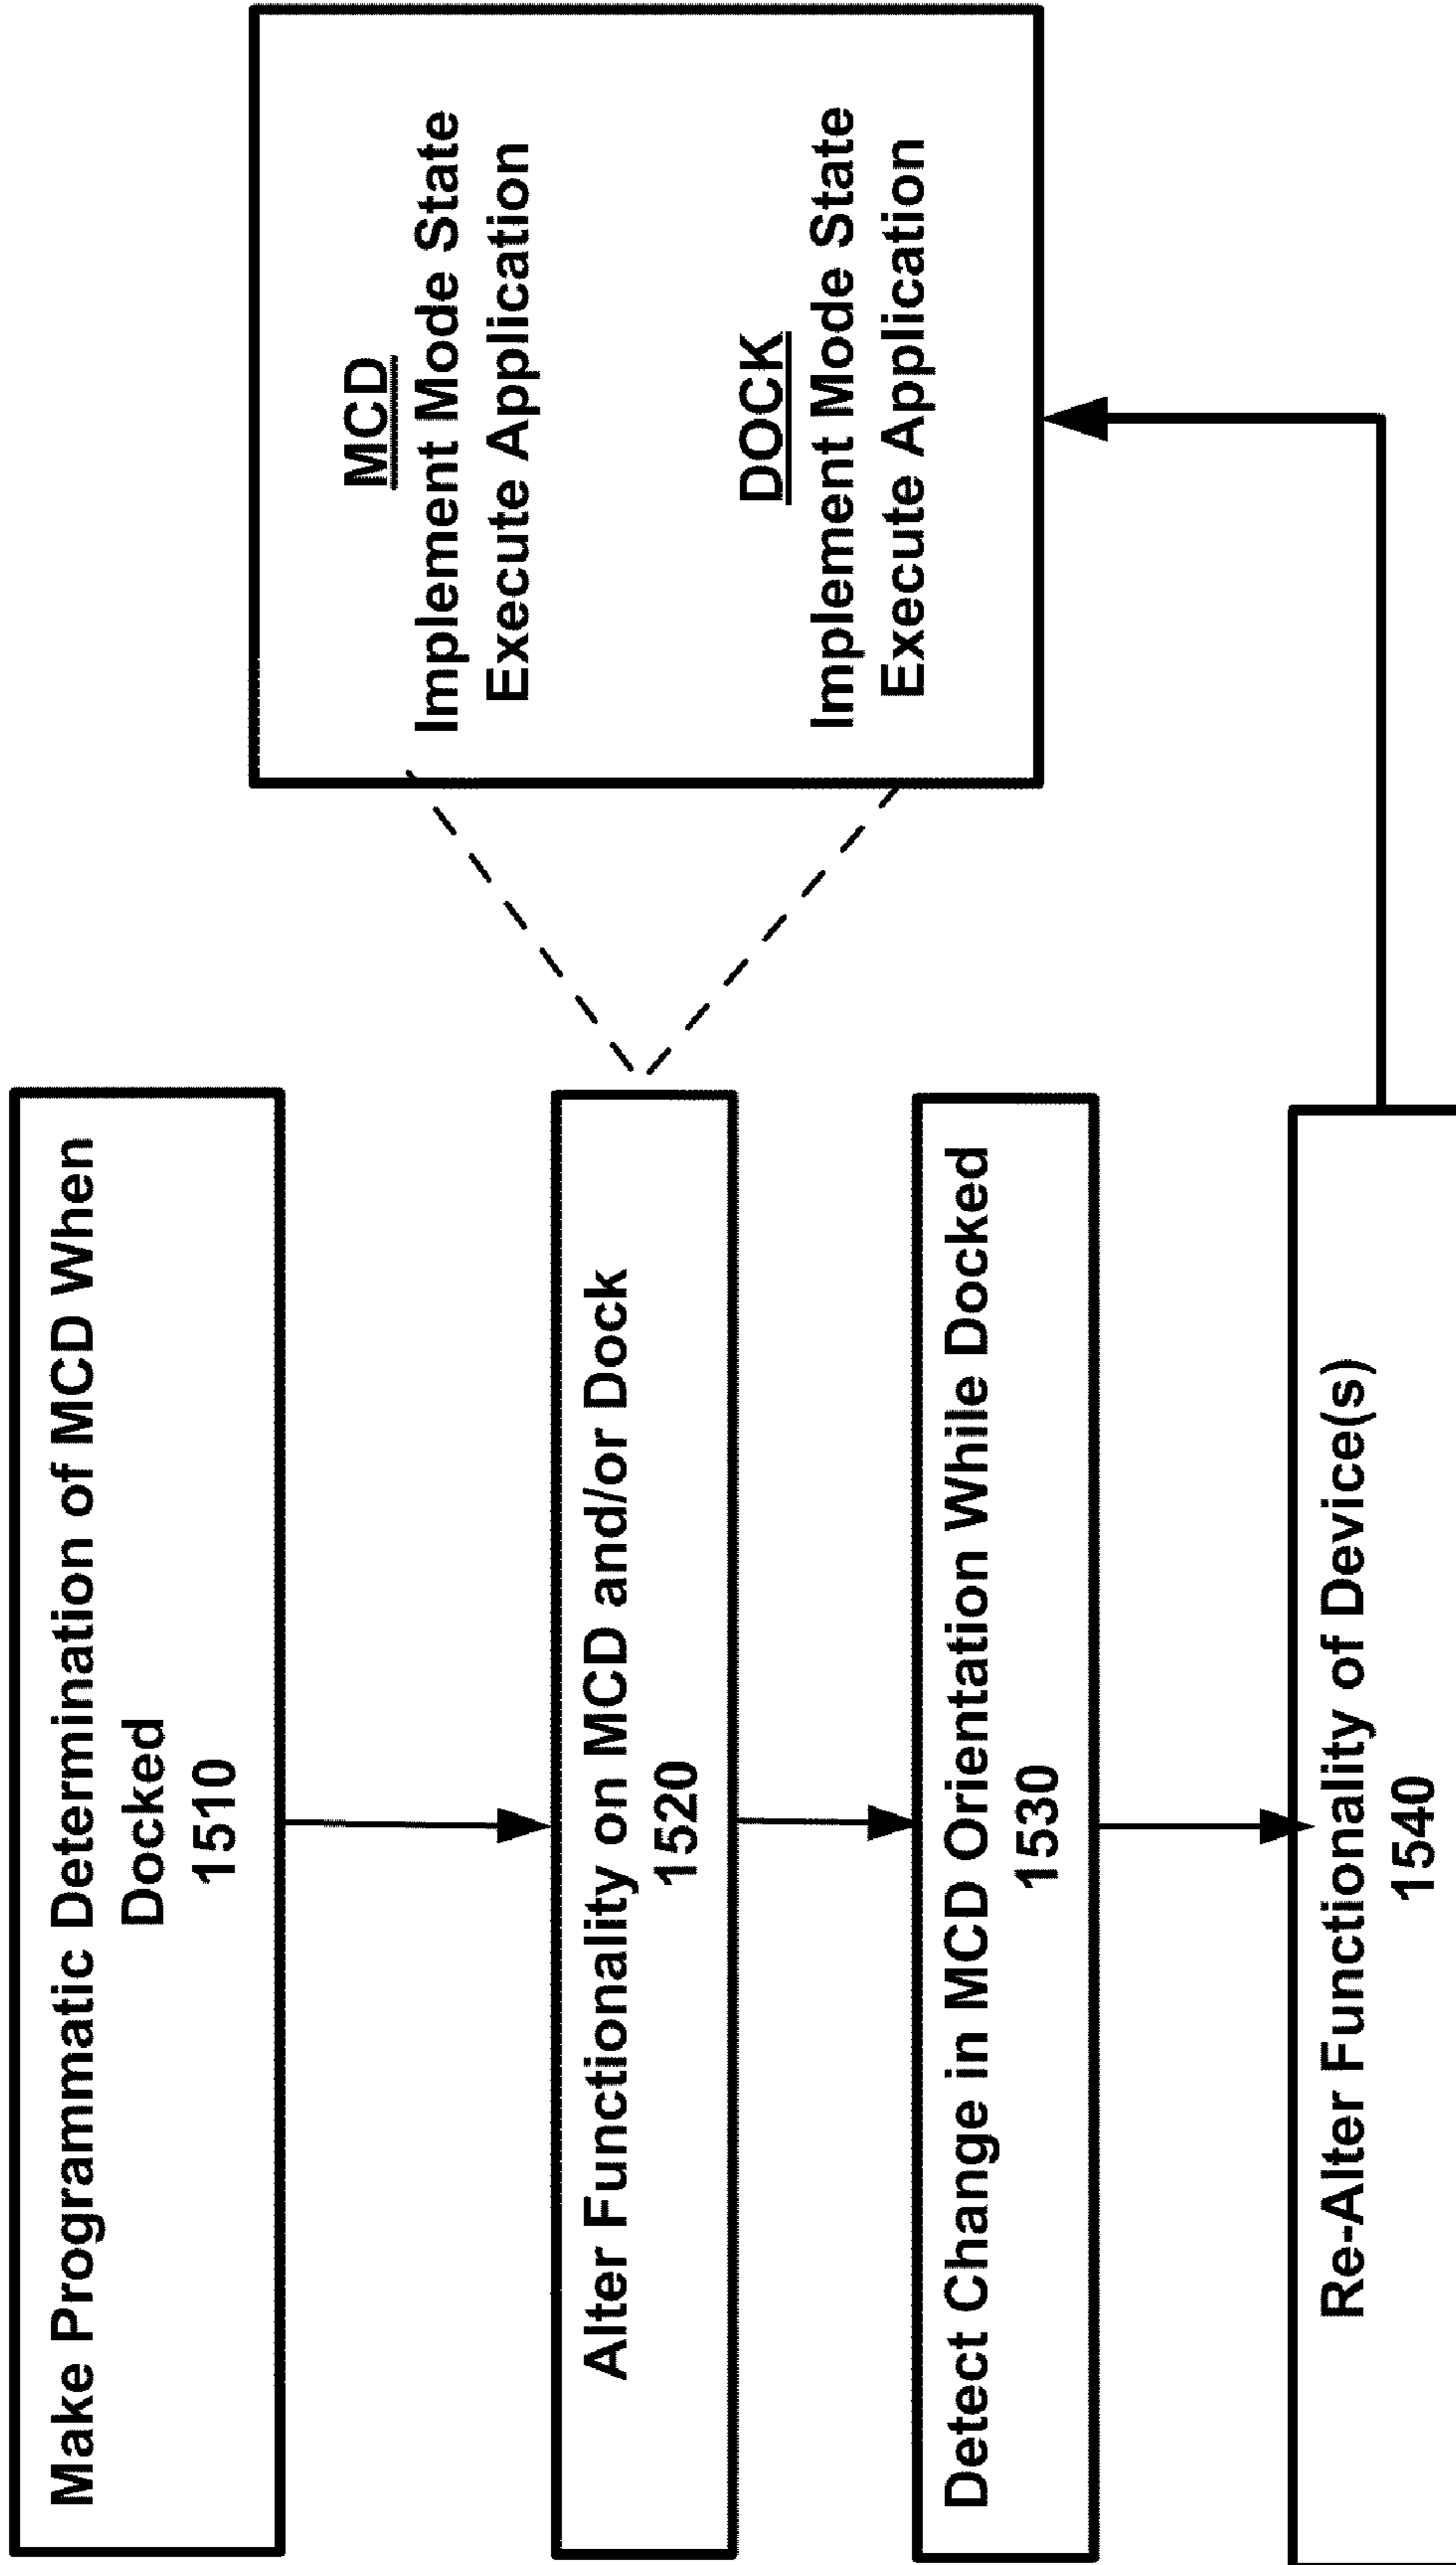 Make Programmatic Determination of MCD When
Docked
1510
Alter Functionality on MCD and/or Dock
1520
Detect Change in MCD Orientation While Docked
1530
Re-Alter Functionality of Device(s)
1540
MCD
Implement Mode State
Execute Application
DOCK
Implement Mode State
Execute Application